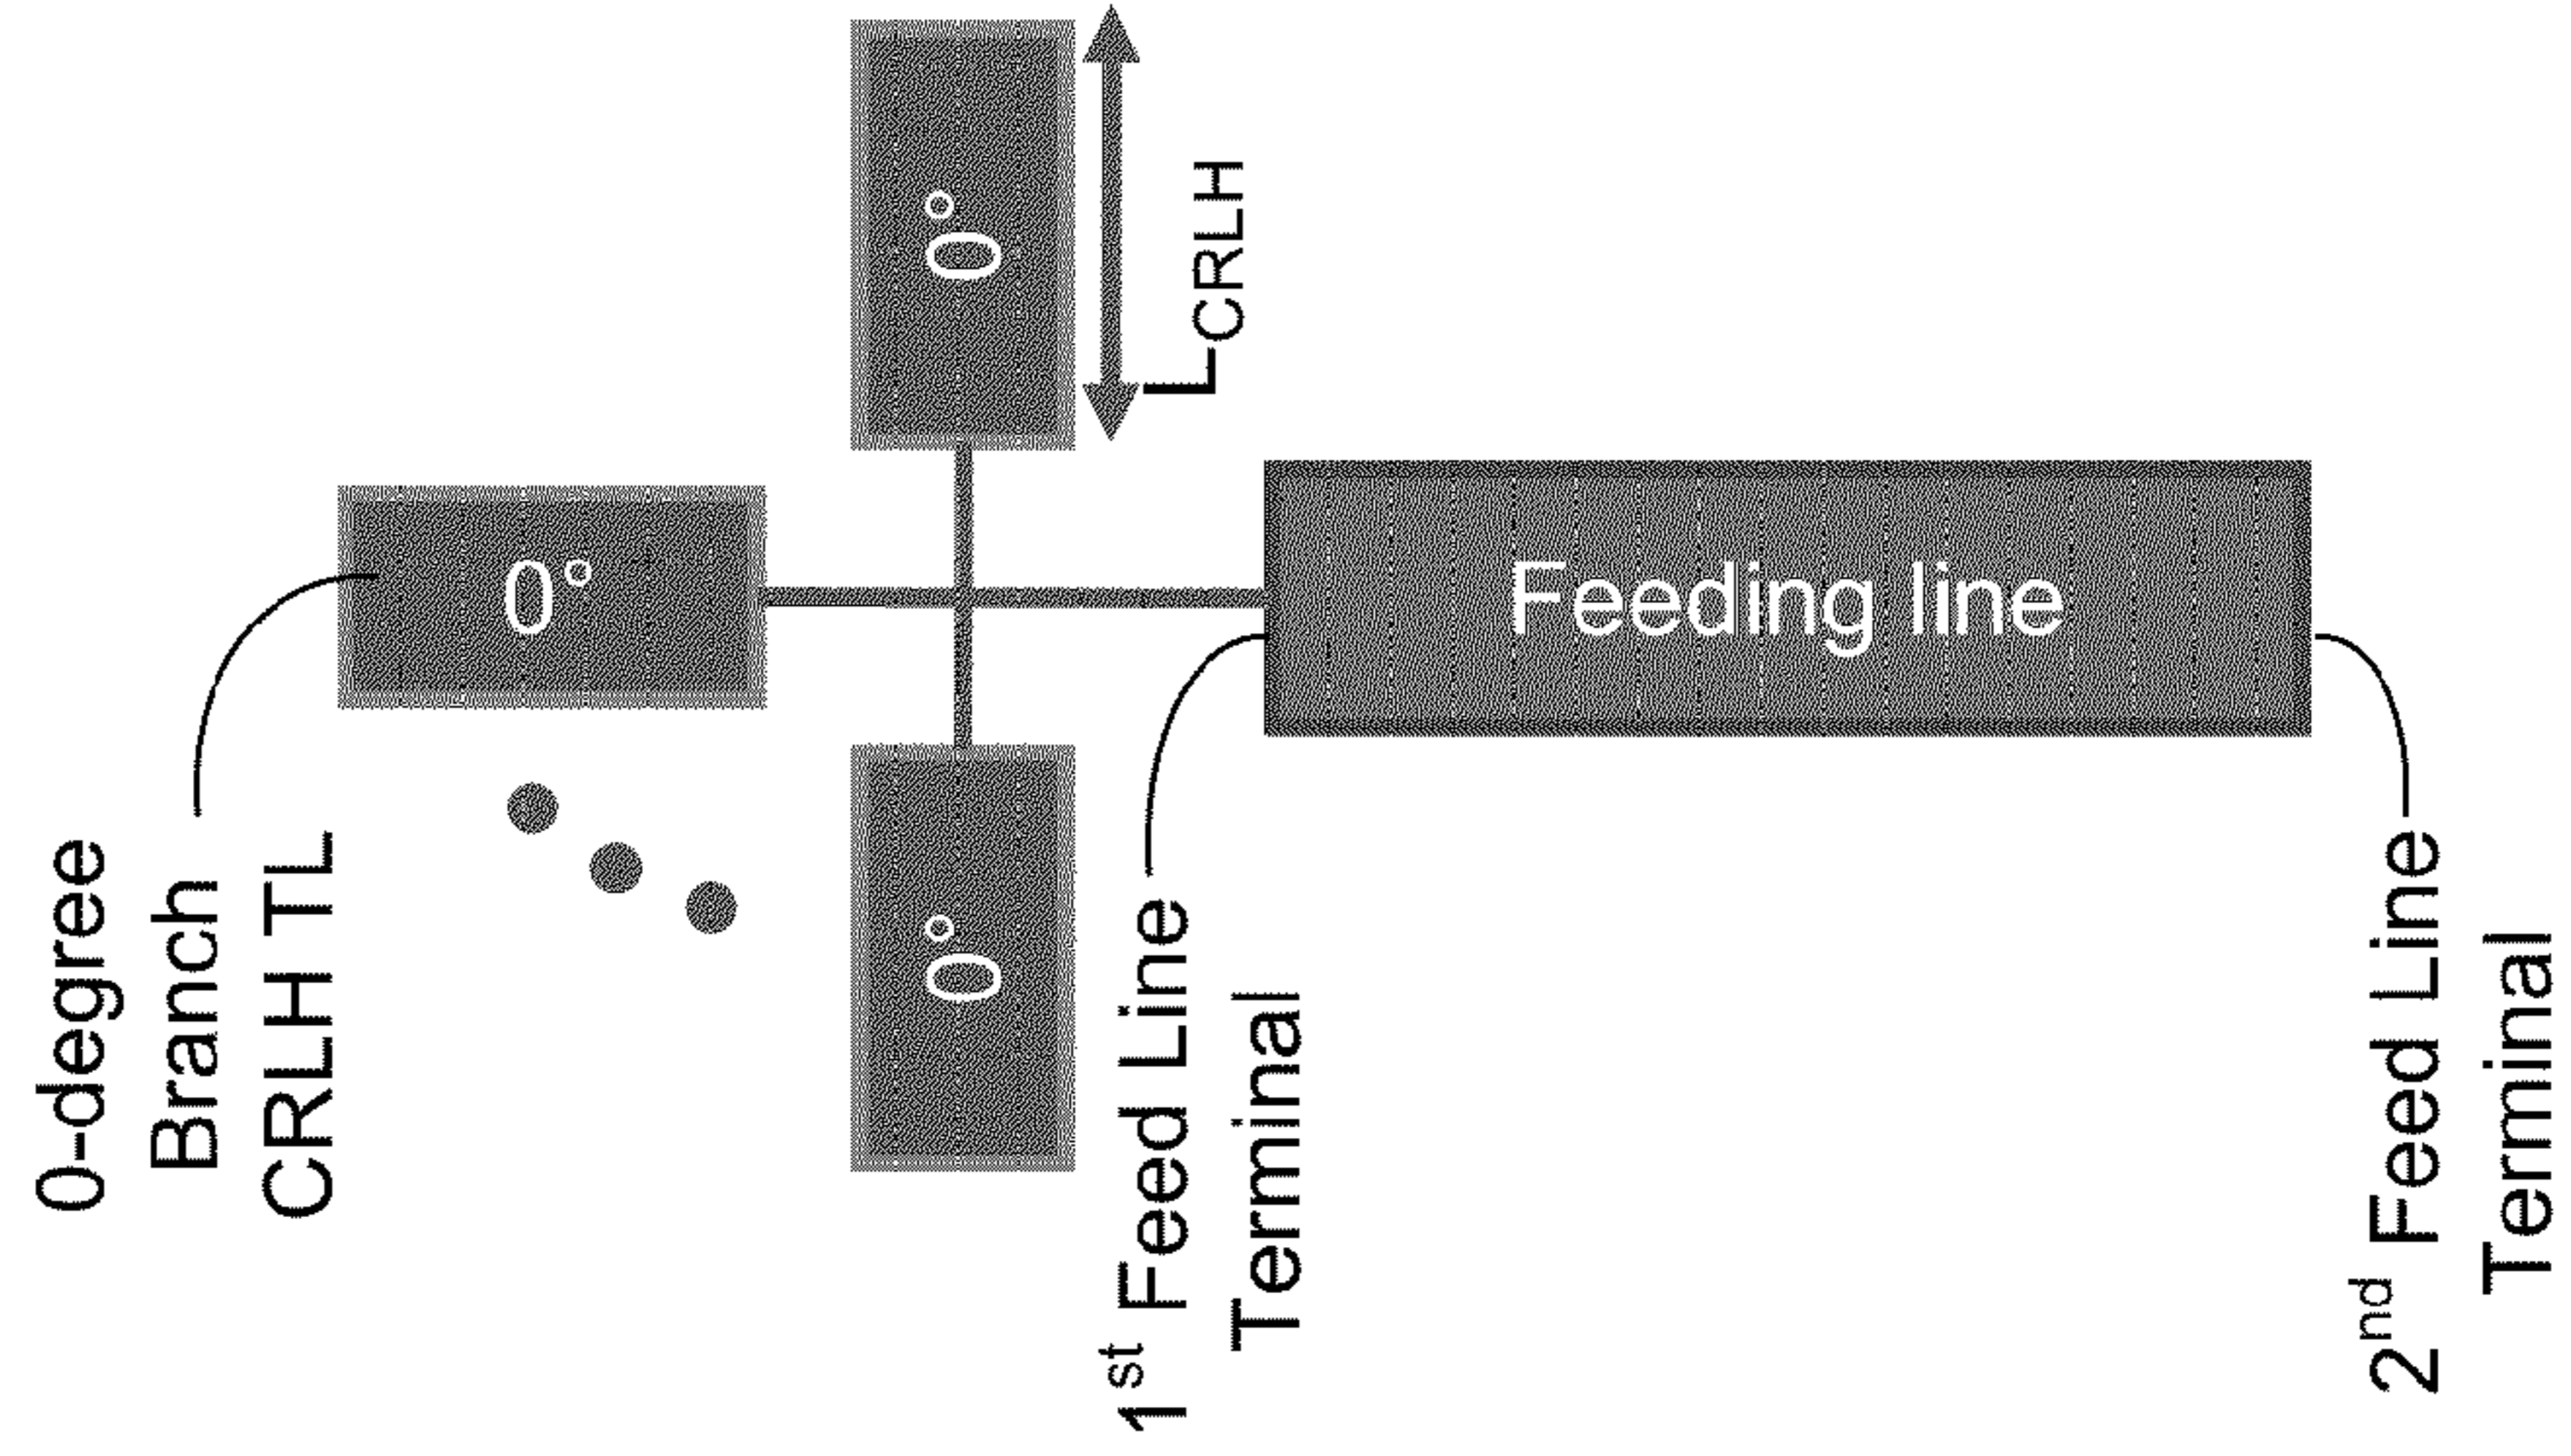 0-degree
Branch
CRLH TL
0°
0°
0°
LCRLH
Feeding line
1st Feed Line
Terminal
2nd Feed Line
Terminal